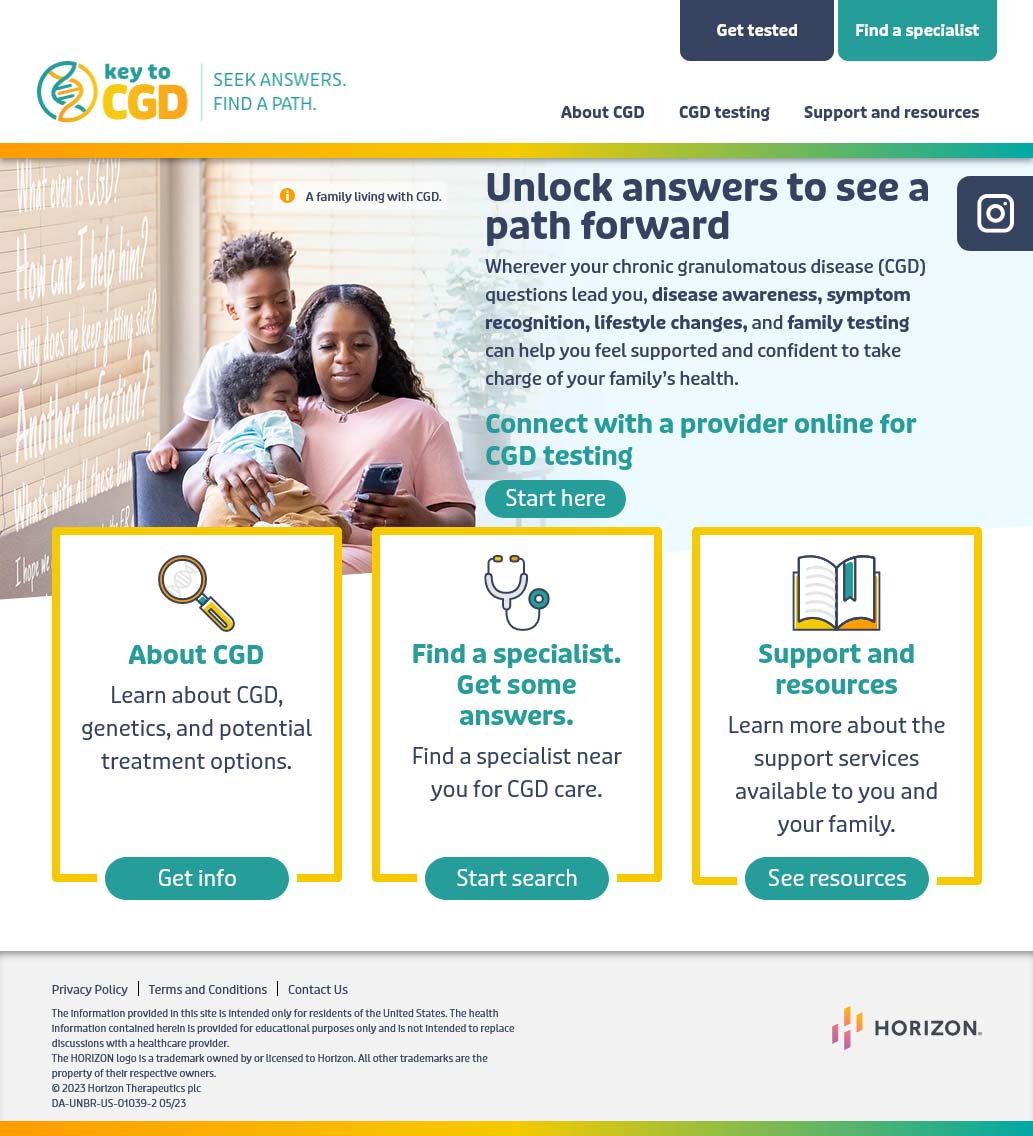 Get tested
Find a specialist
key to
CGD
SEEK ANSWERS.
FIND A PATH.
About CGD
CGD testing
Support and resources
What even is CGD?
How can I help him?
Why does he keep getting sick?
Another infection?
What's with all these
I hope we
A family living with CGD.
Unlock answers to see a
path forward
Wherever your chronic granulomatous disease (CGD)
questions lead you, disease awareness, symptom
recognition, lifestyle changes, and family testing
can help you feel supported and confident to take
charge of your family's health.
Connect with a provider online for
CGD testing
Start here
About CGD
Learn about CGD,
genetics, and potential
treatment options.
Get info
Find a specialist.
Get some
answers.
Find a specialist near
you for CGD care.
Start search
Support and
resources
Learn more about the
support services
available to you and
your family.
See resources
Privacy Policy
Terms and Conditions
Contact Us
The information provided in this site is intended only for residents of the United States. The health
information contained herein is provided for educational purposes only and is not intended to replace
discussions with a healthcare provider.
The HORIZON logo is a trademark owned by or licensed to Horizon. All other trademarks are the
property of their respective owners.
© 2023 Horizon Therapeutics plc
DA-UNBR-US-01039-2 05/23
HORIZON